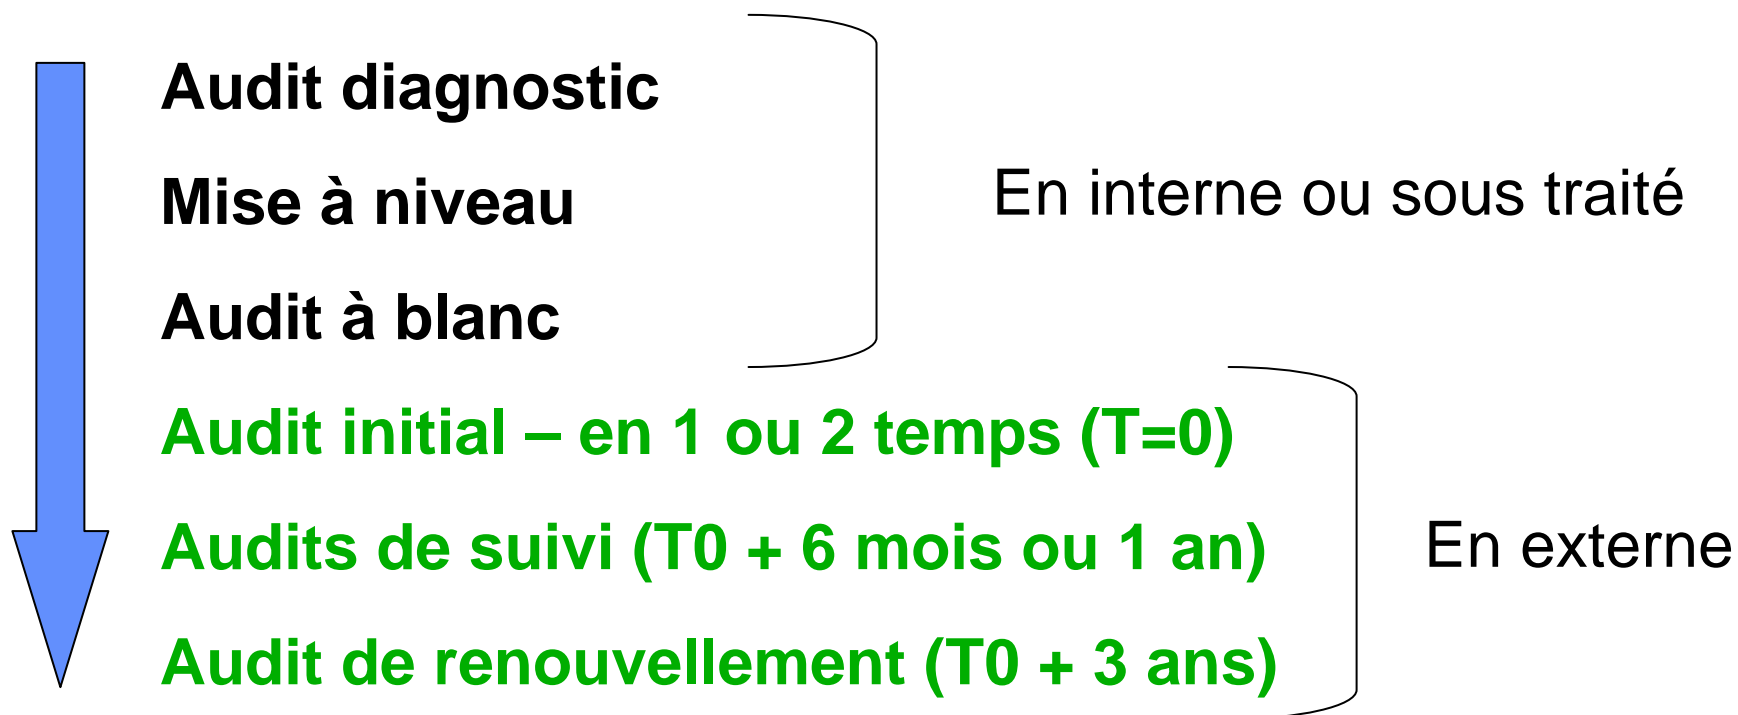 Audit diagnostic
Mise à niveau
En interne ou sous traité
Audit à blanc
Audit initial – en 1 ou 2 temps (T=0)
Audits de suivi (T0 + 6 mois ou 1 an)
En externe
Audit de renouvellement (T0 + 3 ans)